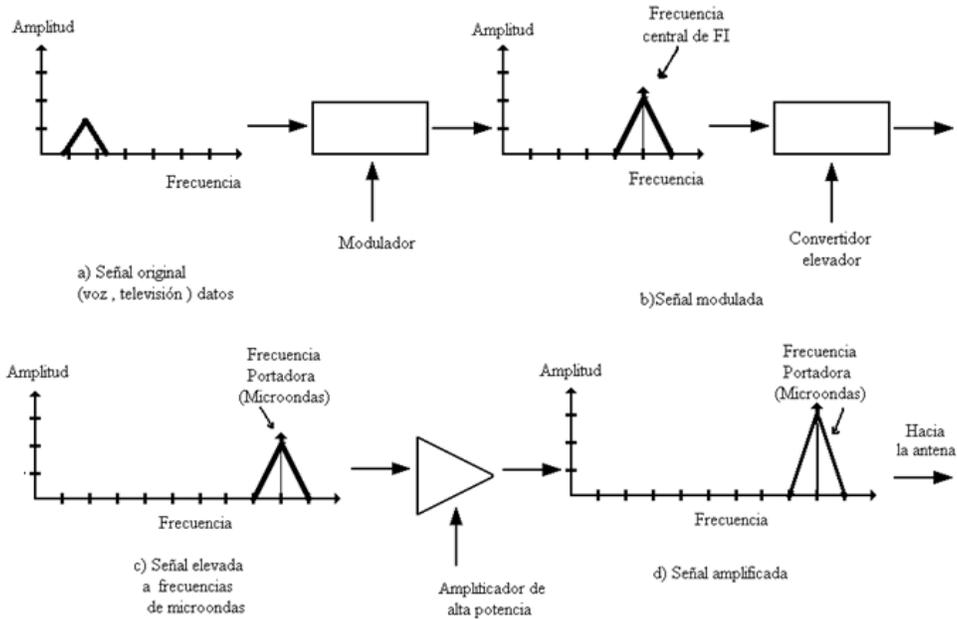 Amplitud
Frecuencia
Modulador
a) Señal original
(voz , televisión ) datos
Amplitud
Frecuencia
central de FI
Frecuencia
Convertidor
elevador
b)Señal modulada
Amplitud
Frecuencia
Portadora
(Microondas)
Frecuencia
c) Señal elevada
a frecuencias
de microondas
Amplificador de
alta potencia
Amplitud
Frecuencia
Portadora
(Microondas)
Frecuencia
d) Señal amplificada
Hacia
la antena